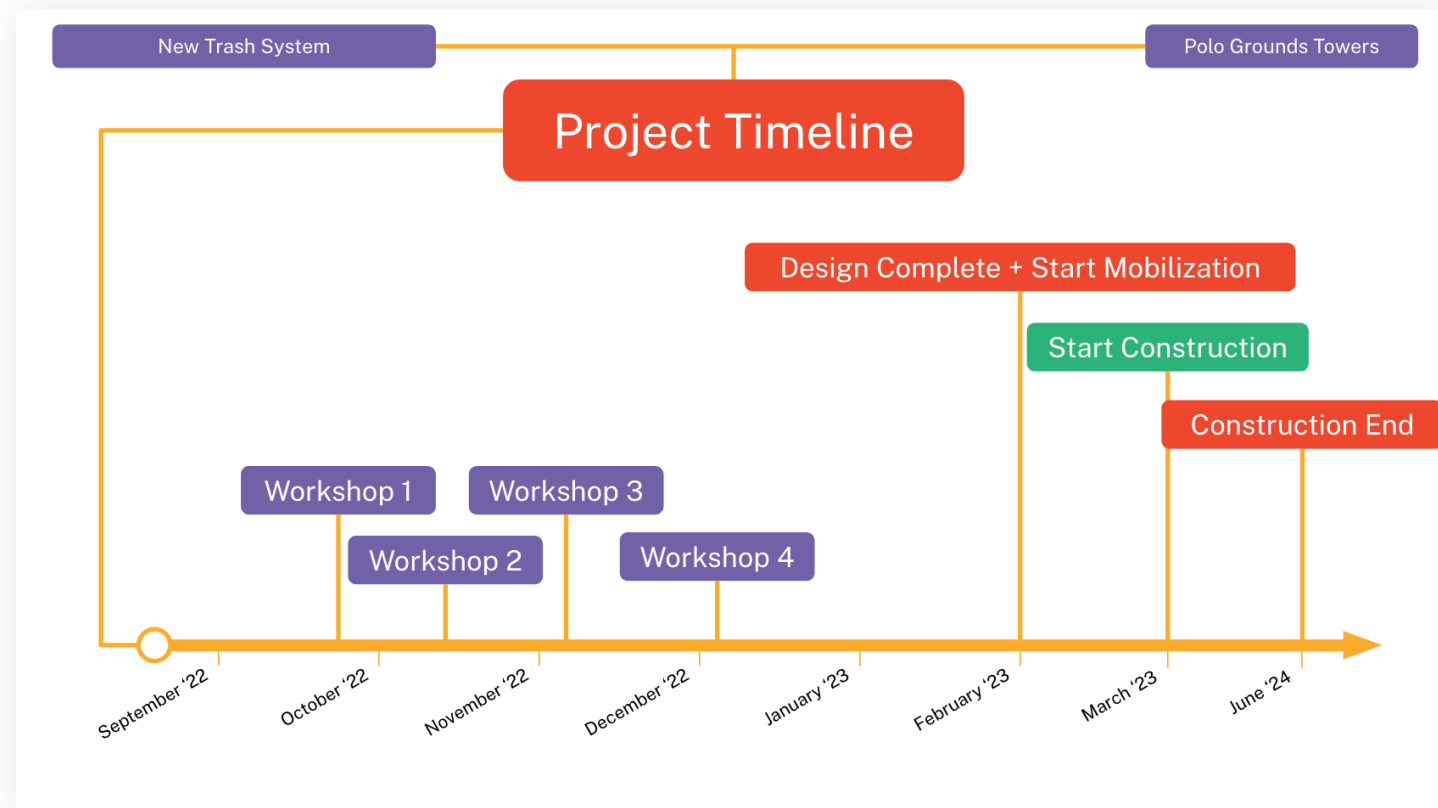 New Trash System
Polo Grounds Towers
Project Timeline
Design Complete + Start Mobilization
Start Construction
Construction End
Workshop 1
Workshop 3
Workshop 2
Workshop 4
September ‘22
October ‘22
November ‘22
December ‘22
January ‘23
February ‘23
March ‘23
June ‘24